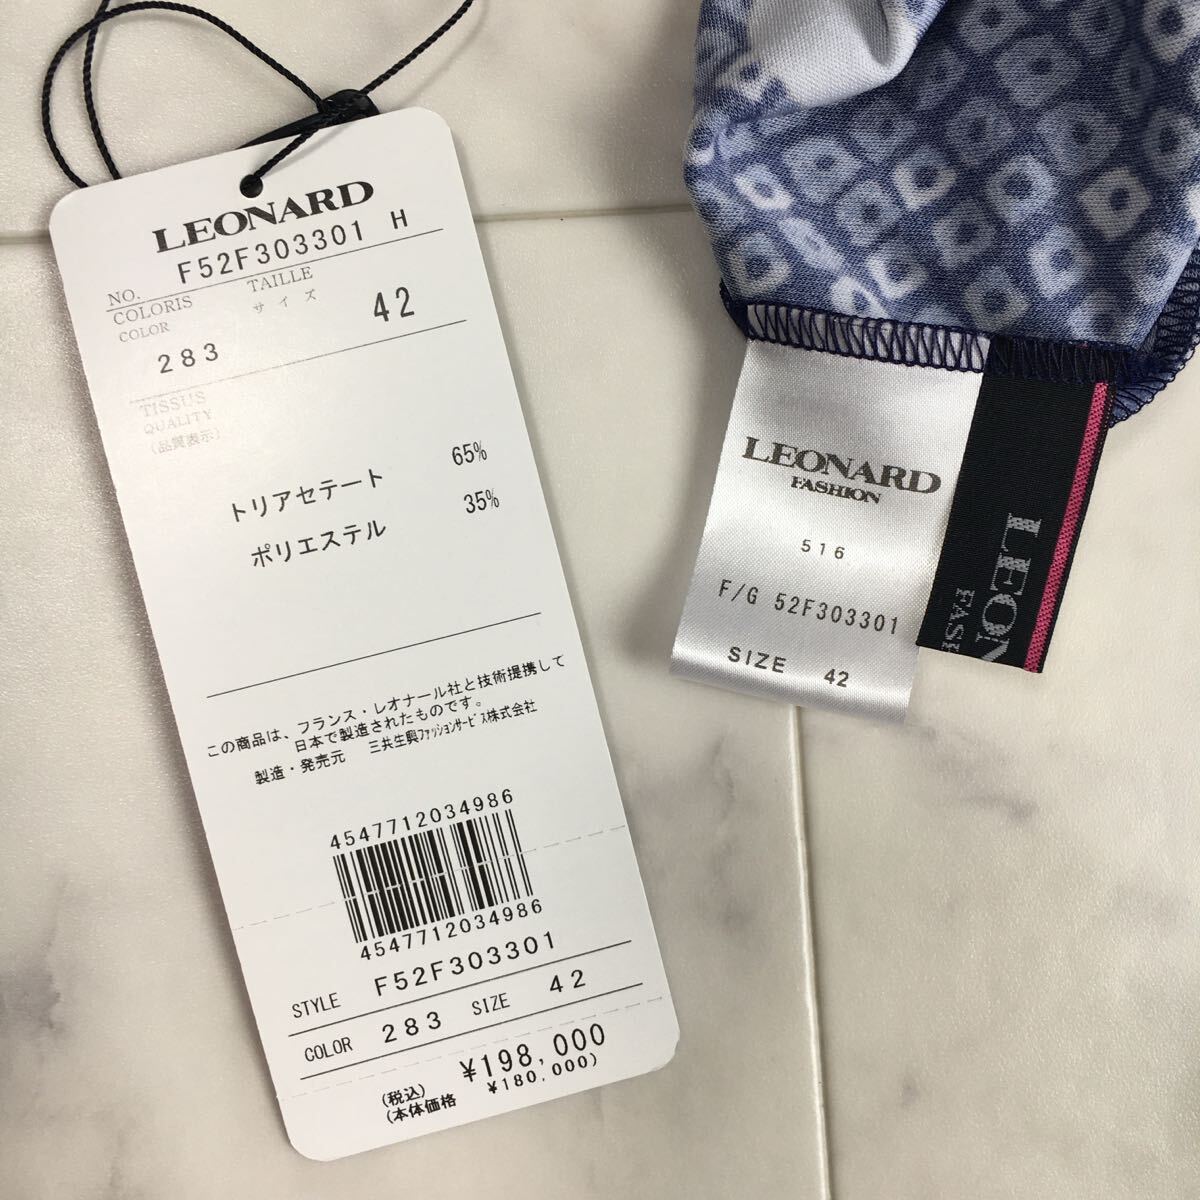 LEONARD
NO. F52F303301 H
COLORIS TAILLE
COLOR サイズ
283 42
TISSUS
QUALITY
(品質表示)
トリアセテート 65%
ポリエステル 35%
この商品は、フランス・レオナール社と技術提携して
日本で製造されたものです。
製造・発売元 三共生興ファッションサービス株式会社
4547712034986
4547712034986
STYLE F52F303301
COLOR 283 SIZE 42
(税込) ¥198,000
(本体価格 ¥180,000)
LEONARD
FASHION
516
F/G 52F303301
SIZE 42
LEON
FASH